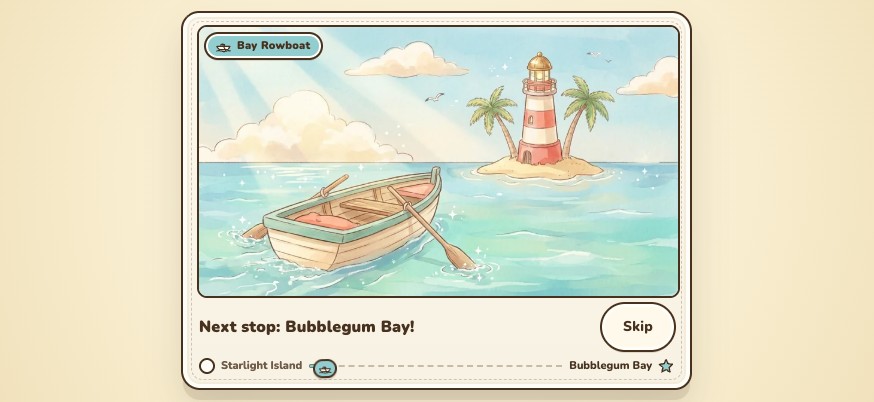 Bay Rowboat
Next stop: Bubblegum Bay!
Skip
Starlight Island
Bubblegum Bay